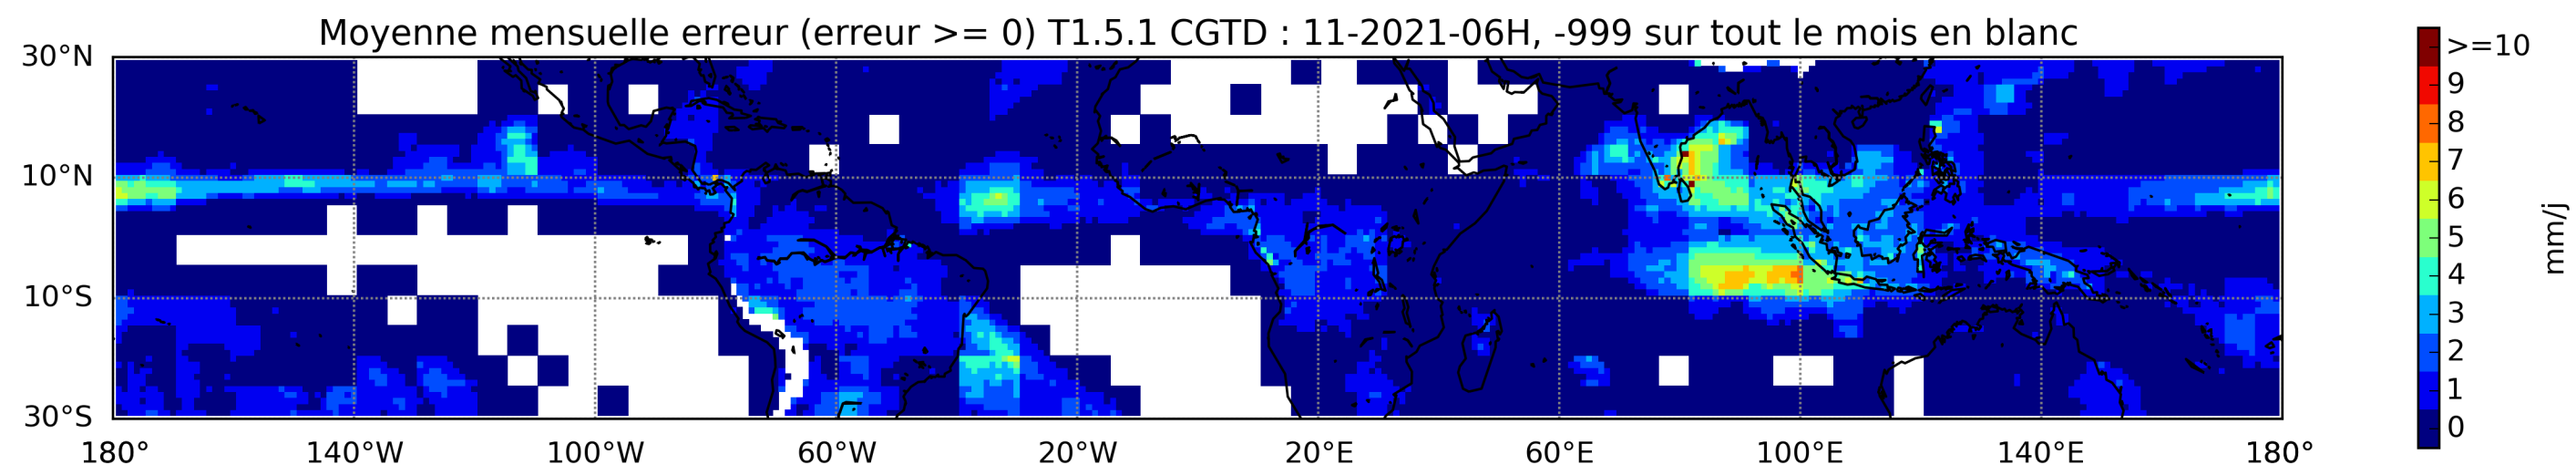 Moyenne mensuelle erreur (erreur >= 0) T1.5.1 CGTD : 11-2021-06H, -999 sur tout le mois en blanc
30°N
10°N
10°S
30°S
180° 140°W 100°W 60°W 20°W 20°E 60°E 100°E 140°E 180°
>=10
9
8
7
6
5
4
3
2
1
0
mm/j